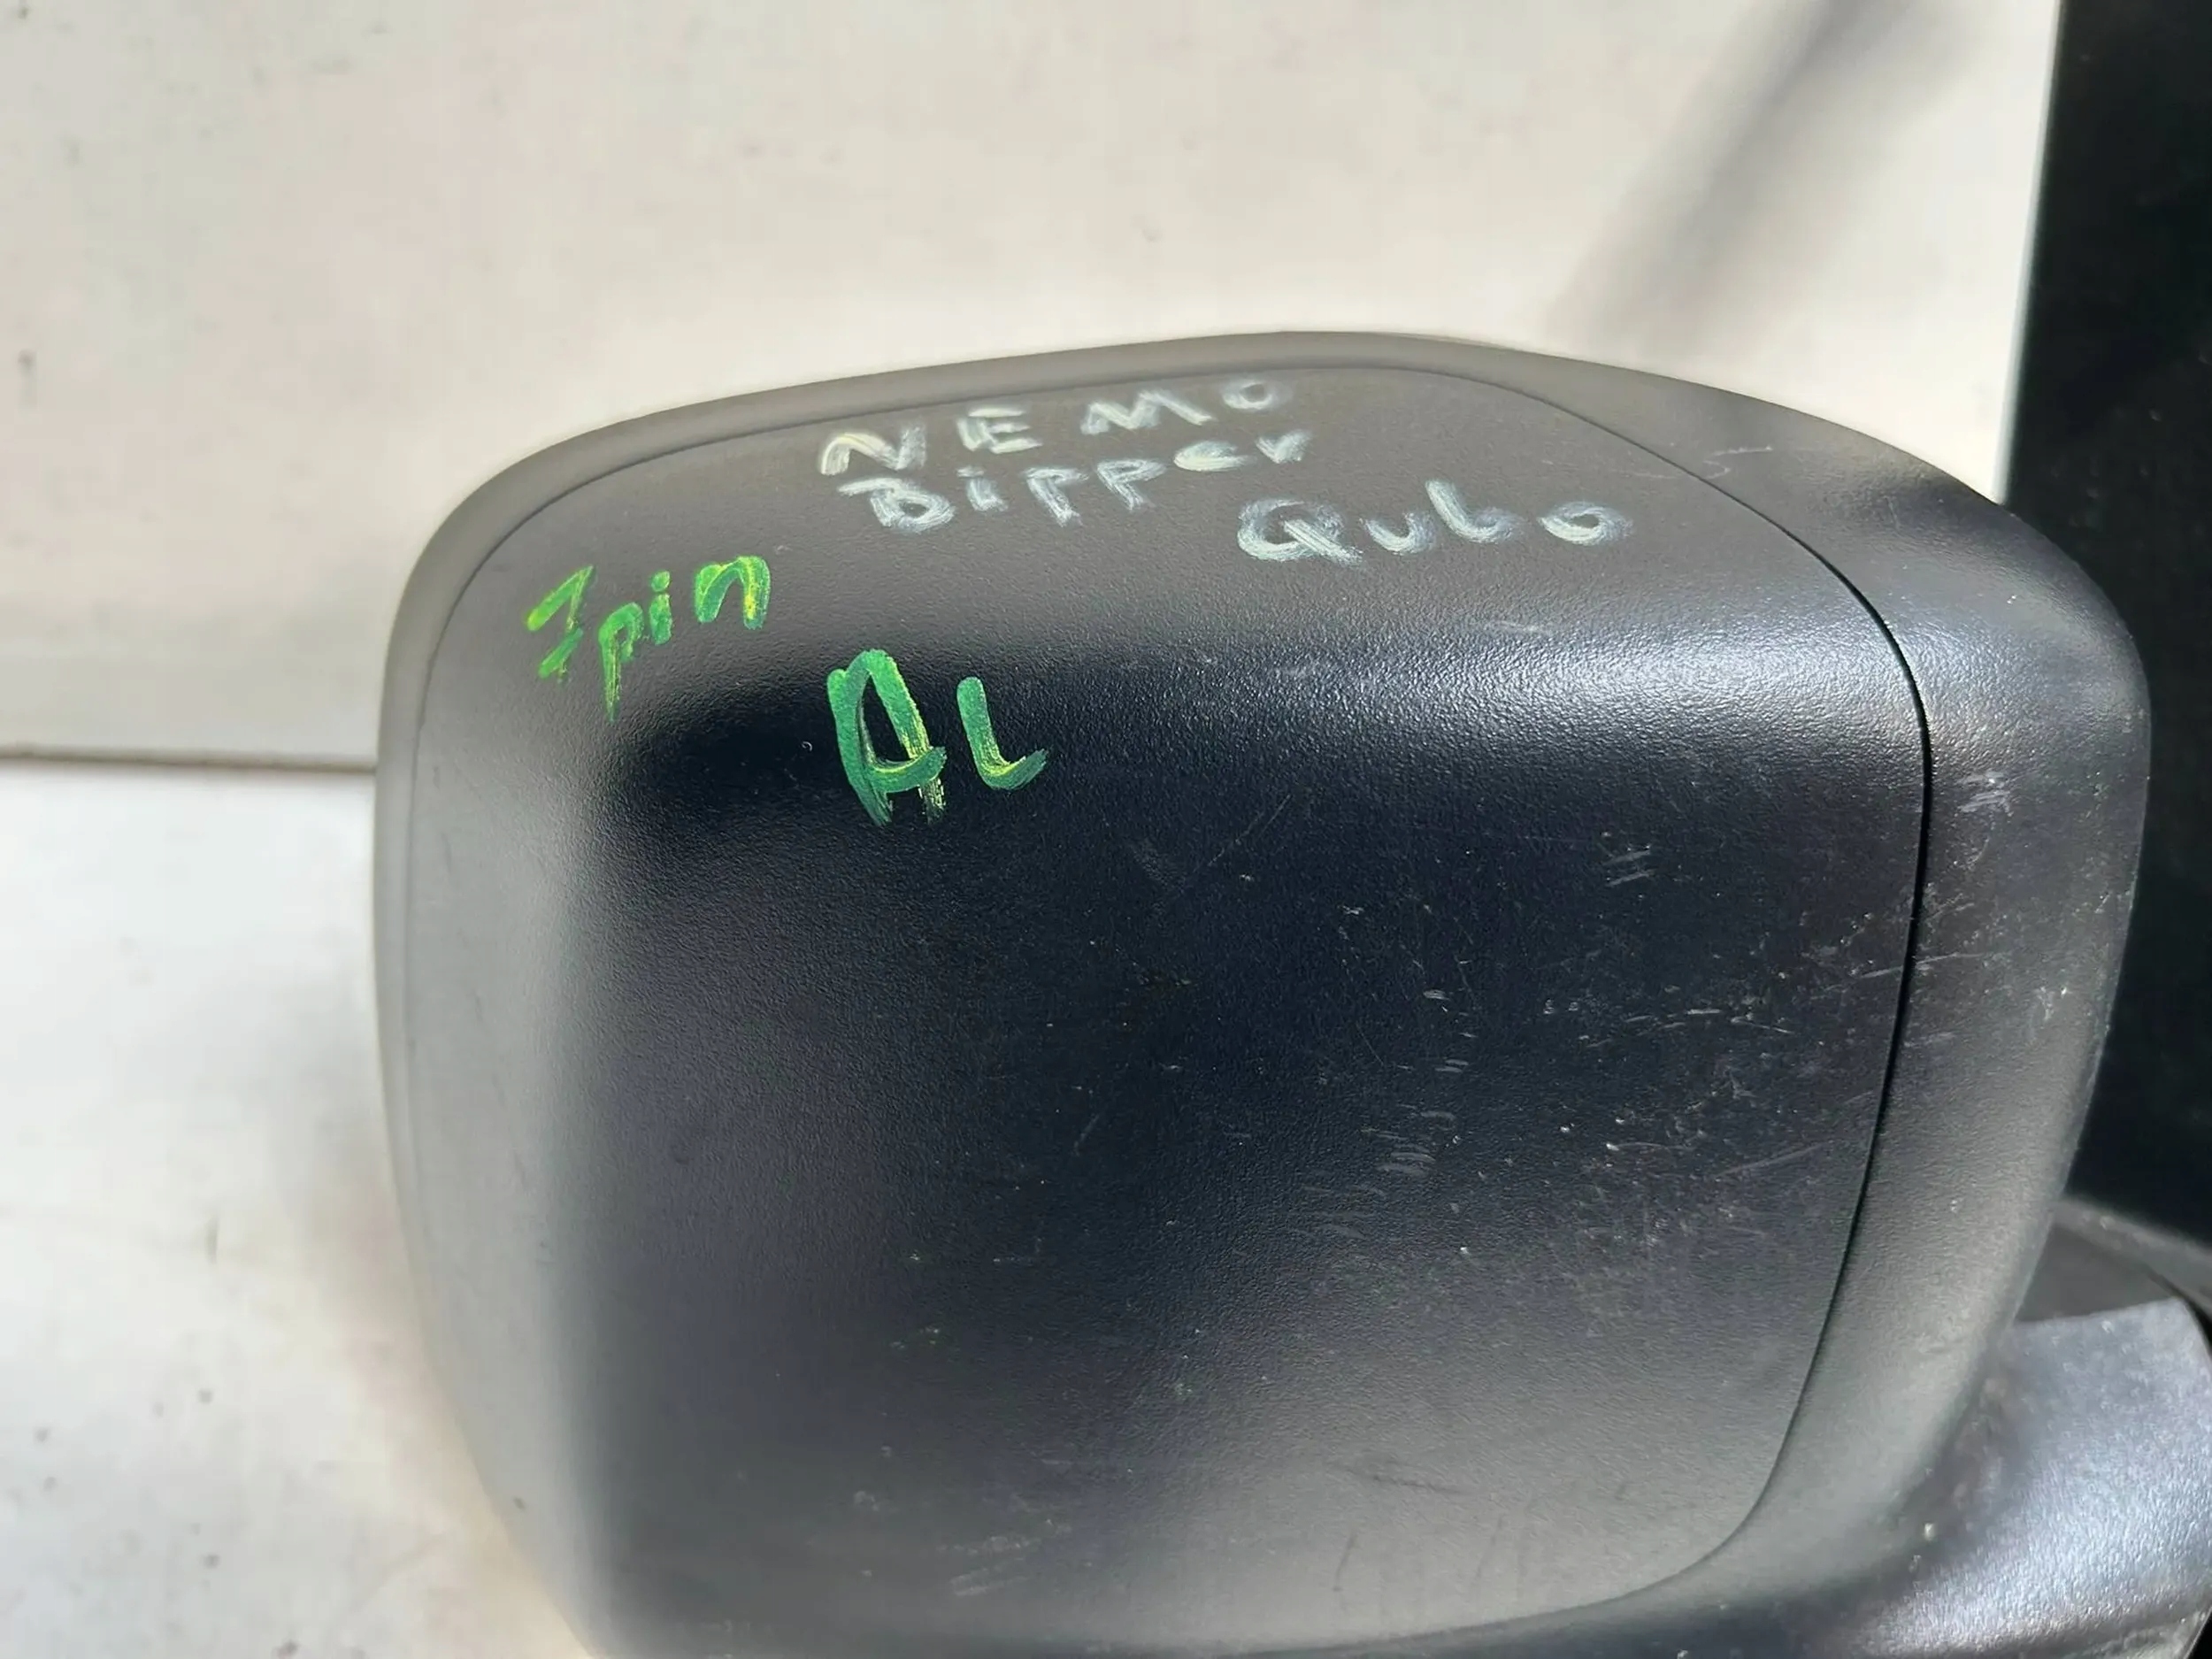 NEMO
Bipper
Qubo
7pin
AL